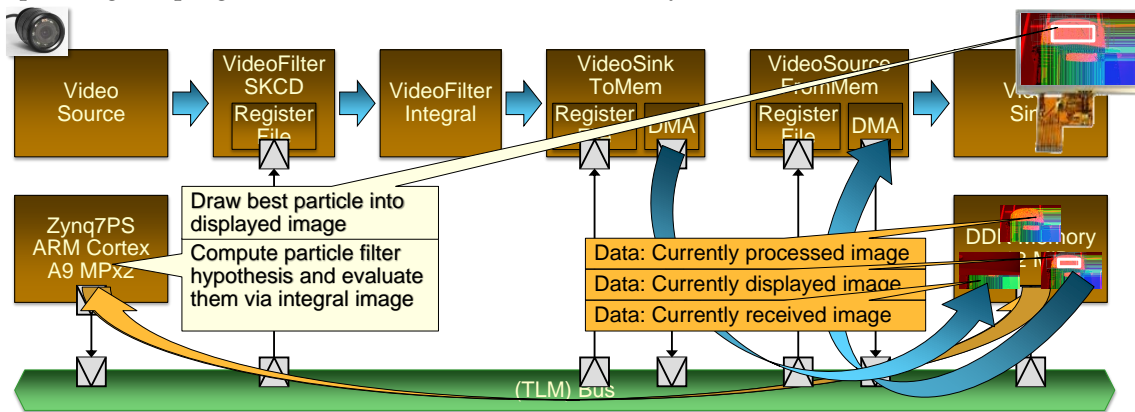 Video
Source
VideoFilter
SKCD
Register
File
VideoFilter
Integral
VideoSink
ToMem
Register
DMA
VideoSource
FromMem
Register
File
DMA
Draw best particle into
displayed image
Compute particle filter
hypothesis and evaluate
them via integral image
Zynq7PS
ARM Cortex
A9 MPx2
Data: Currently processed image
Data: Currently displayed image
Data: Currently received image
(TLM) Bus